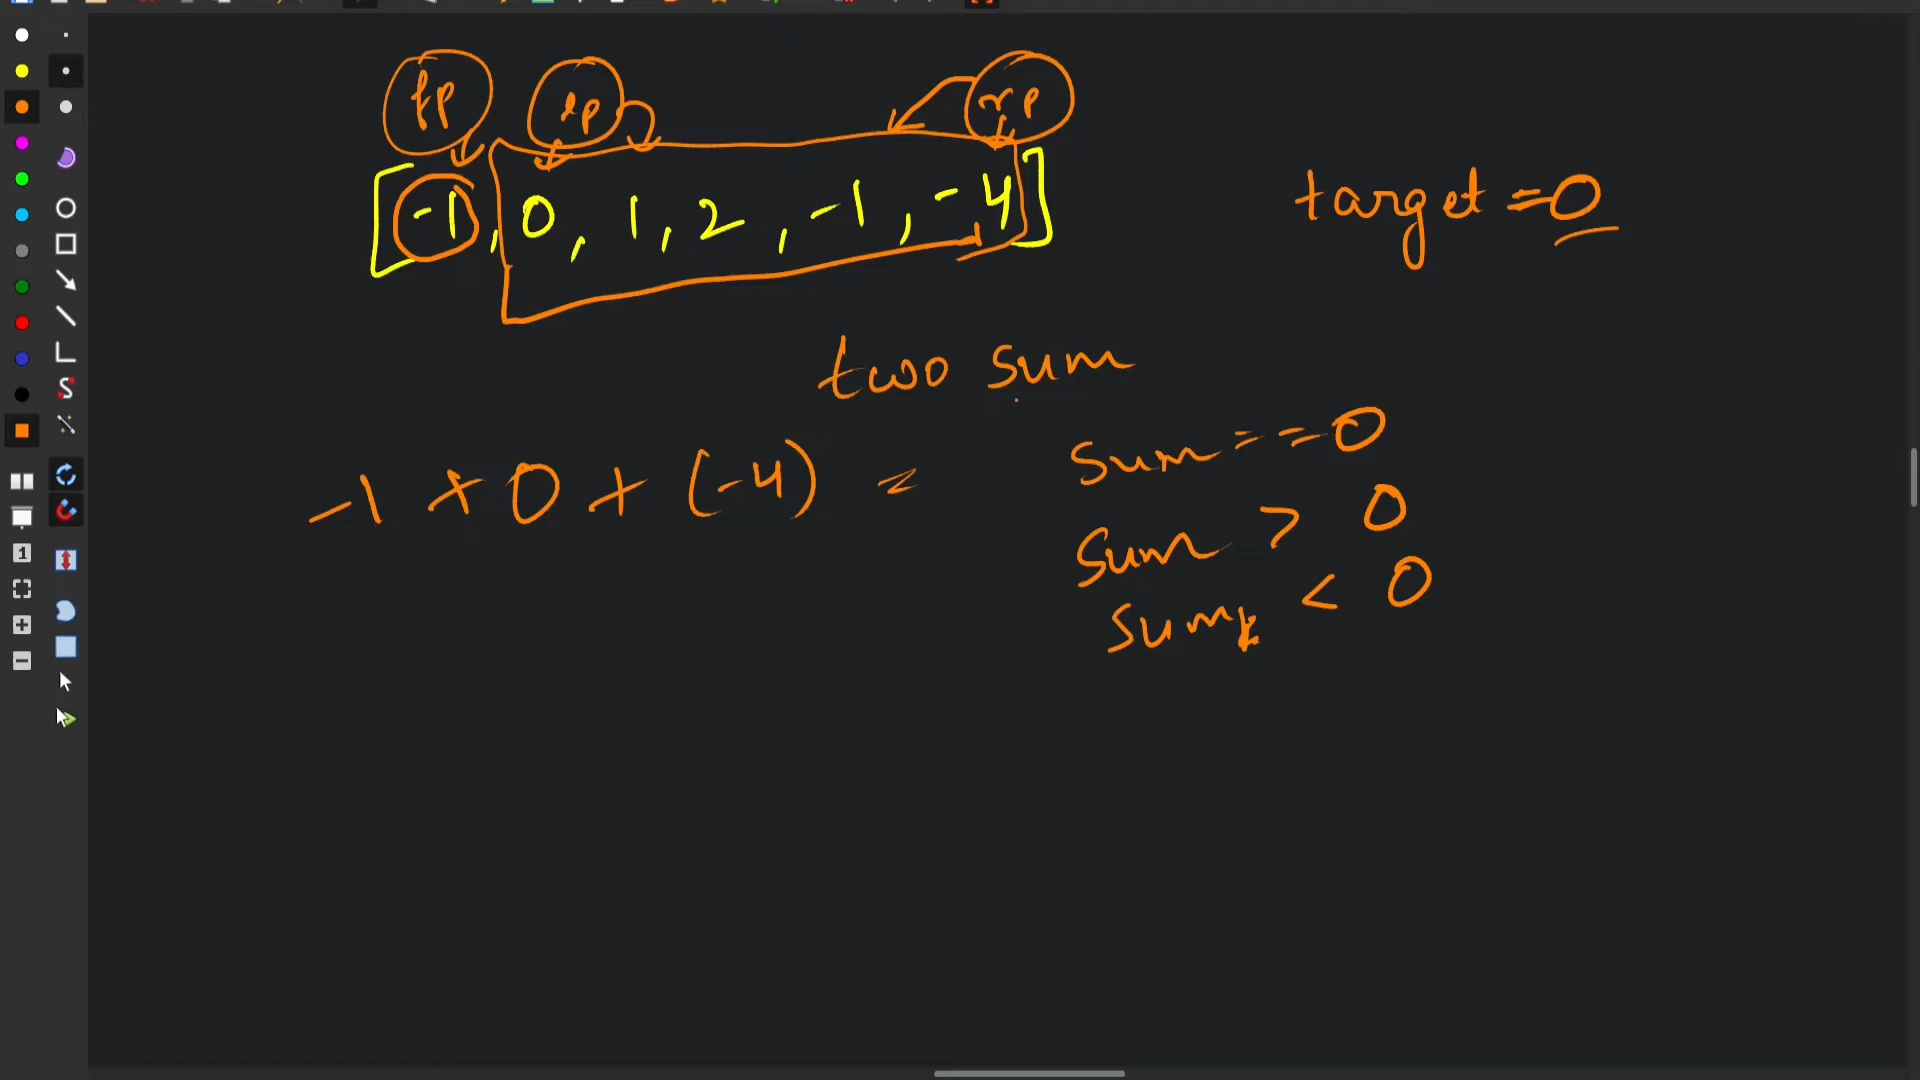 fp lp rp
[-1, 0, 1, 2, -1, -4]
target = 0
two sum
-1 + 0 + (-4) =
sum == 0
sum > 0
sum < 0
1